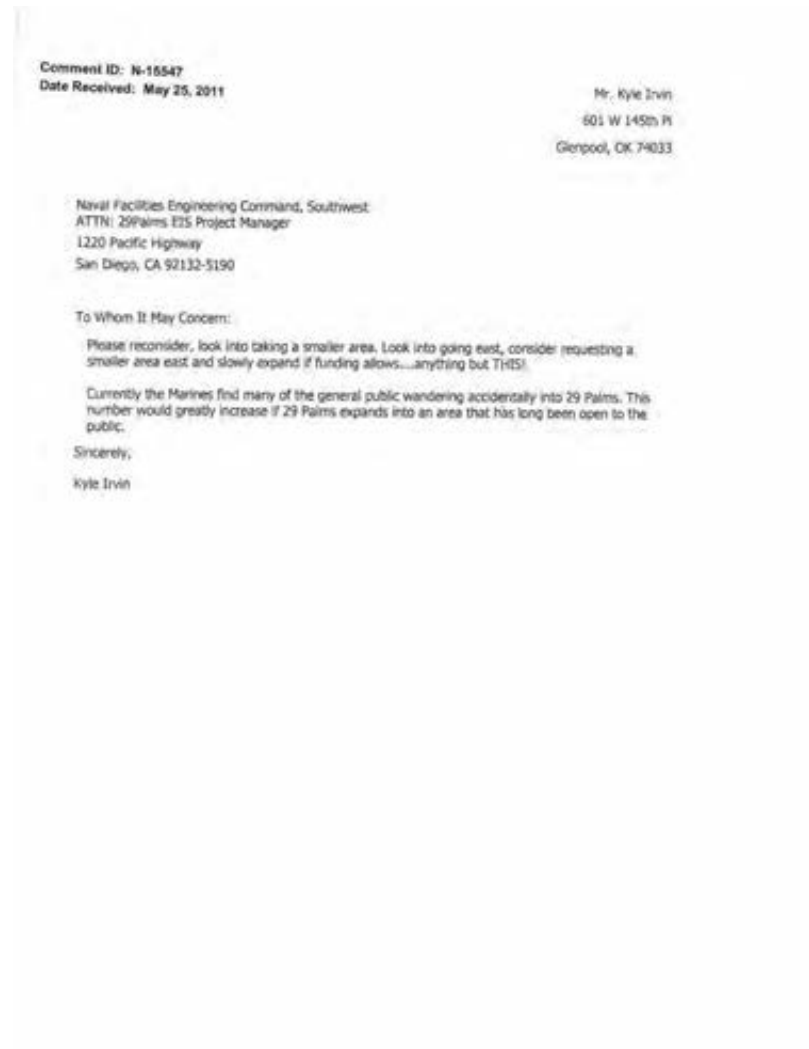 Comment ID: N-15547
Date Received: May 25, 2011
Mr. Kyle Irvin
601 W 145th Pl
Glenpool, OK 74033
Naval Facilities Engineering Command, Southwest
ATTN: 29Palms EIS Project Manager
1220 Pacific Highway
San Diego, CA 92132-5190
To Whom It May Concern:
Please reconsider, look into taking a smaller area. Look into going east, consider requesting a
smaller area east and slowly expand if funding allows....anything but THIS!
Currently the Marines find many of the general public wandering accidentally into 29 Palms. This
number would greatly increase if 29 Palms expands into an area that has long been open to the
public.
Sincerely,
Kyle Irvin